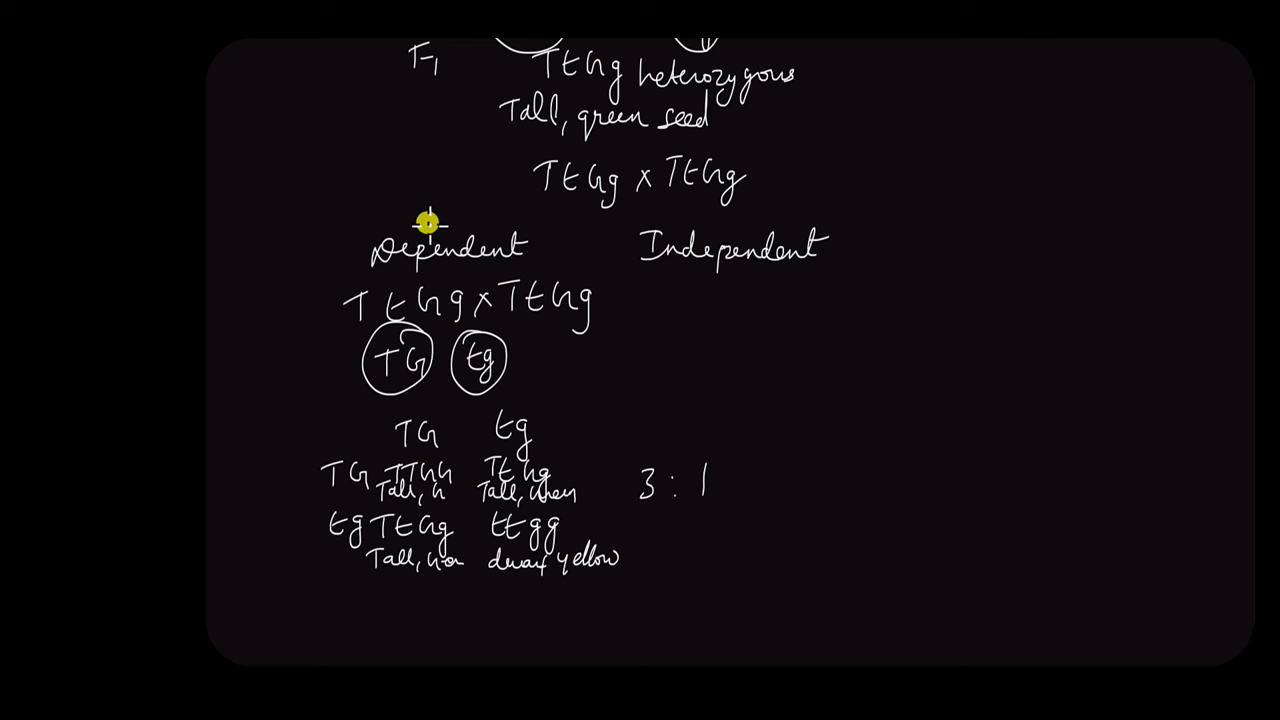 F1 TtGg heterozygous
Tall, green seed
TtGg x TtGg
Dependent Independent
TtGg x TtGg
TG tg
TG tg
TG TTGG TtGg 3 : 1
Tall, G Tall, Green
tg TtGg ttgg
Tall, dwarf yellow